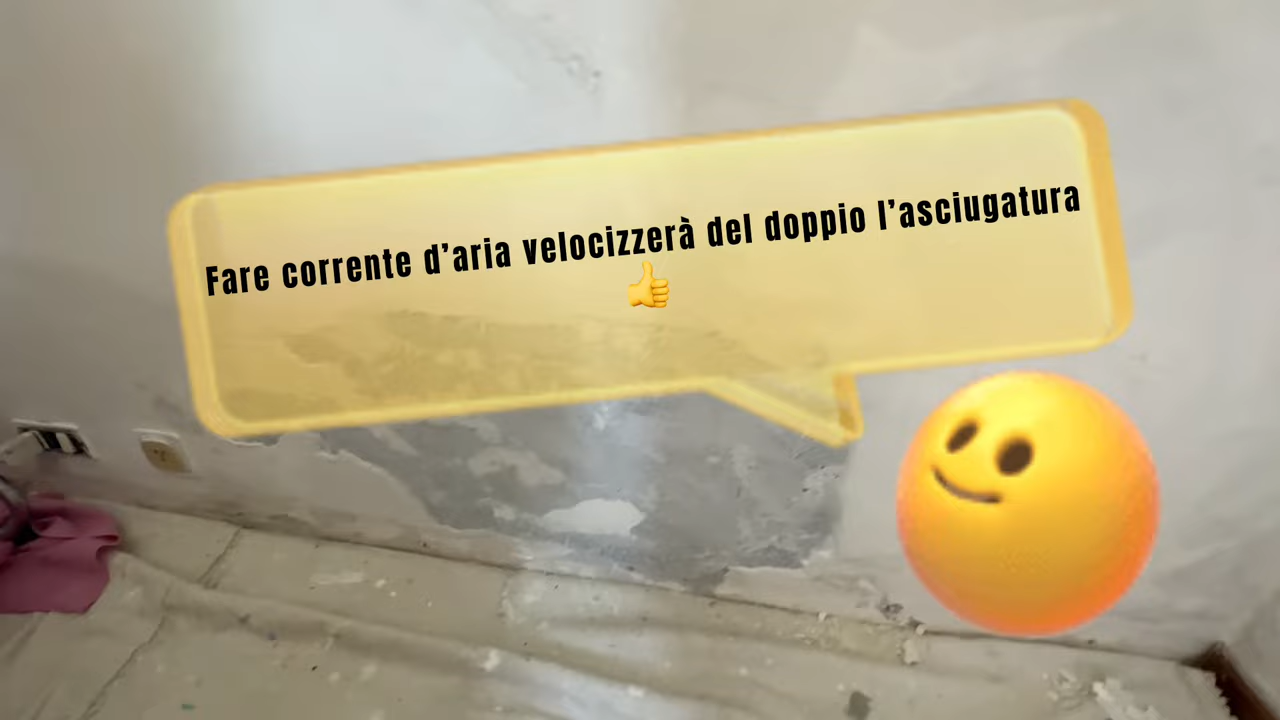 Fare corrente d’aria velocizzerà del doppio l’asciugatura
👍